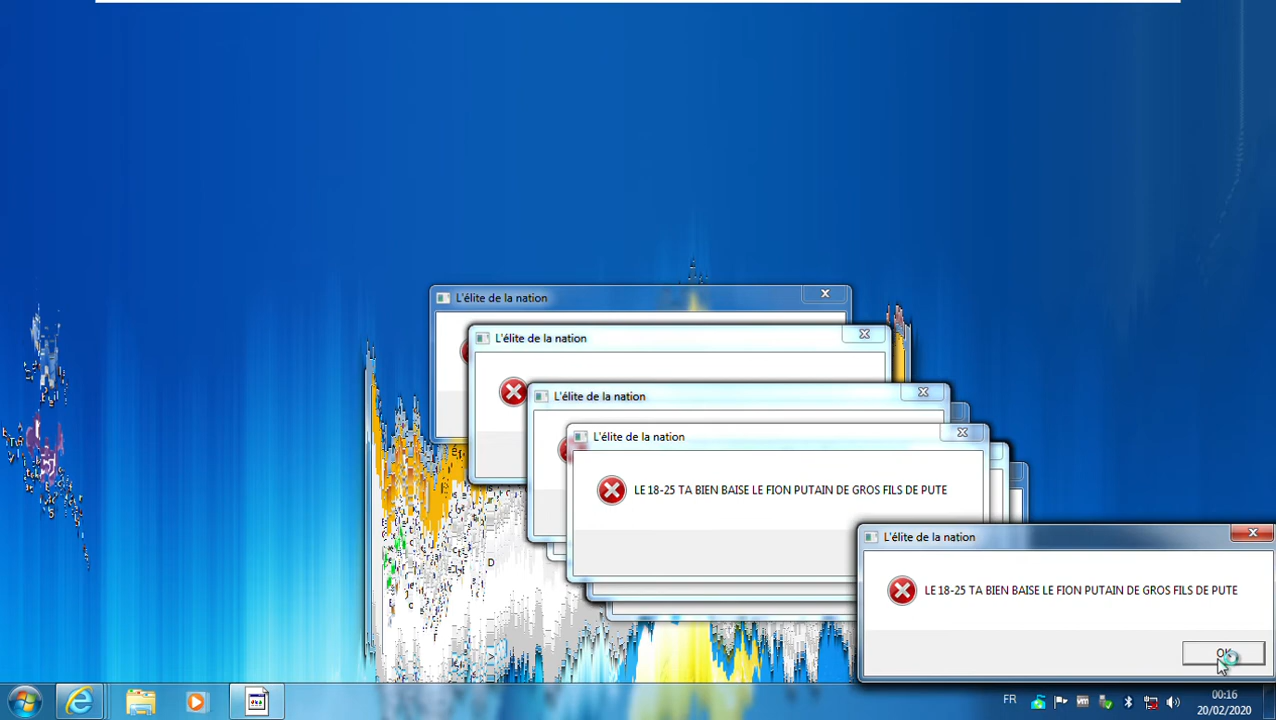 L'élite de la nation
L'élite de la nation
L'élite de la nation
L'élite de la nation
LE 18-25 TA BIEN BAISE LE FION PUTAIN DE GROS FILS DE PUTE
L'élite de la nation
LE 18-25 TA BIEN BAISE LE FION PUTAIN DE GROS FILS DE PUTE
OK
FR
00:16
20/02/2020